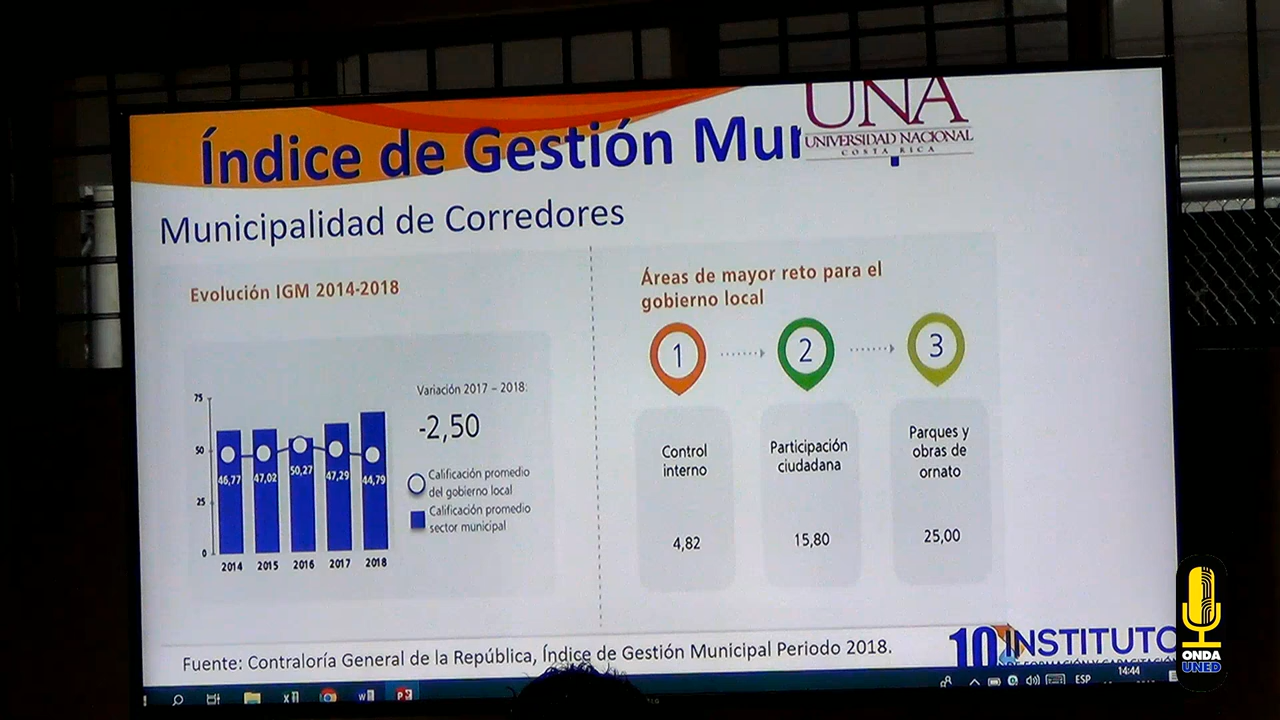 Índice de Gestión Mun
UNA
UNIVERSIDAD NACIONAL
COSTA RICA
Municipalidad de Corredores
Evolución IGM 2014-2018
75
50
25
0
46,77
47,02
50,27
47,29
44,79
2014 2015 2016 2017 2018
Variación 2017 – 2018:
-2,50
Calificación promedio
del gobierno local
Calificación promedio
sector municipal
Áreas de mayor reto para el
gobierno local
1
2
3
Control
interno
4,82
Participación
ciudadana
15,80
Parques y
obras de
ornato
25,00
Fuente: Contraloría General de la República, Índice de Gestión Municipal Periodo 2018.
10 INSTITUTO
ESP
14:44
ONDA
UNED